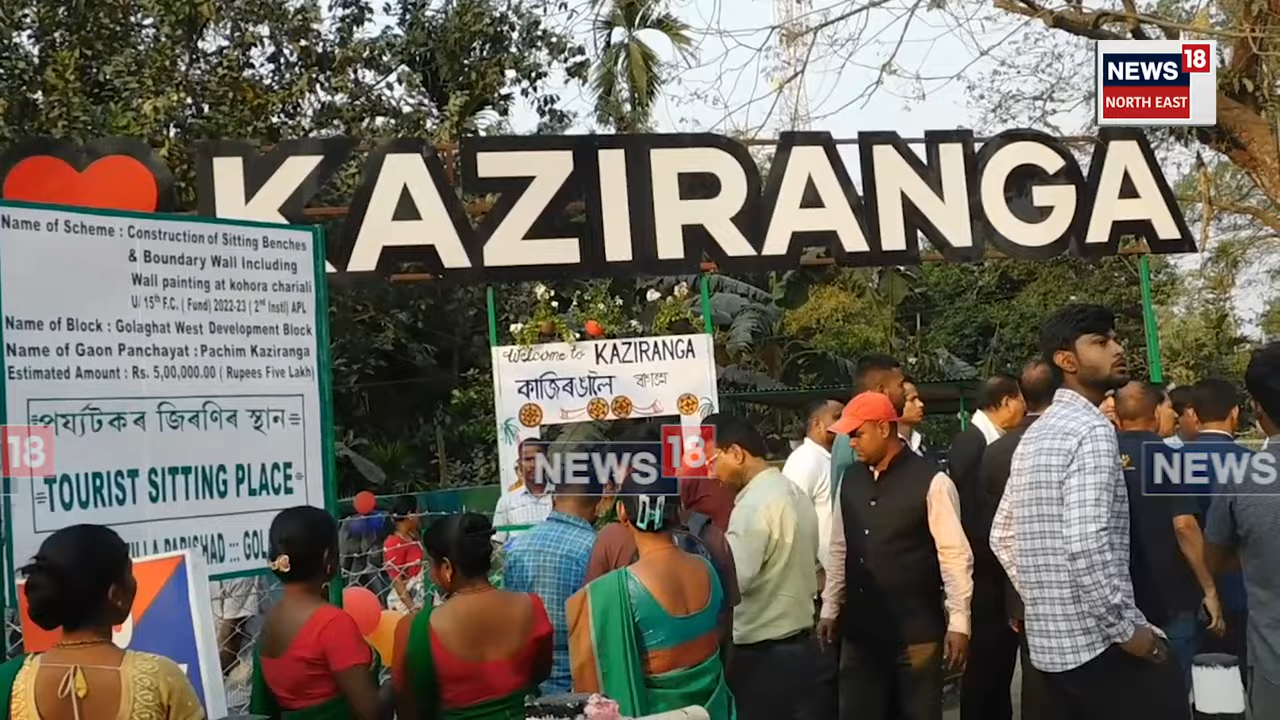 NEWS 18
NORTH EAST
KAZIRANGA
Name of Scheme : Construction of Sitting Benches
& Boundary Wall Including
Wall painting at kohora chariali
U/ 15th F.C. ( Fund) 2022-23 ( 2nd Instl) APL
Name of Block : Golaghat West Development Block
Name of Gaon Panchayat : Pachim Kaziranga
Estimated Amount : Rs. 5,00,000.00 ( Rupees Five Lakh)
পৰ্য্যটকৰ জিৰণিৰ স্থান
TOURIST SITTING PLACE
PARISHAD ::: GOL
Welcome to KAZIRANGA
কাজিৰঙালৈ
18
NEWS 18
NEWS